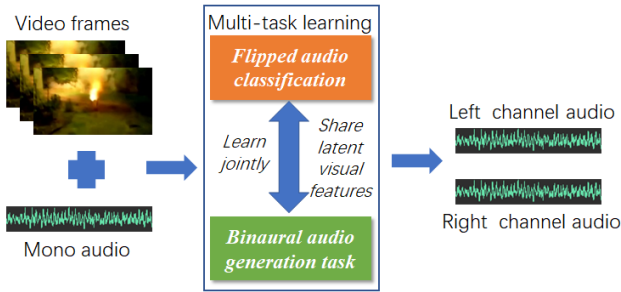 Video frames
Mono audio
Multi-task learning
Flipped audio
classification
Learn
jointly
Share
latent
visual
features
Binaural audio
generation task
Left channel audio
Right channel audio